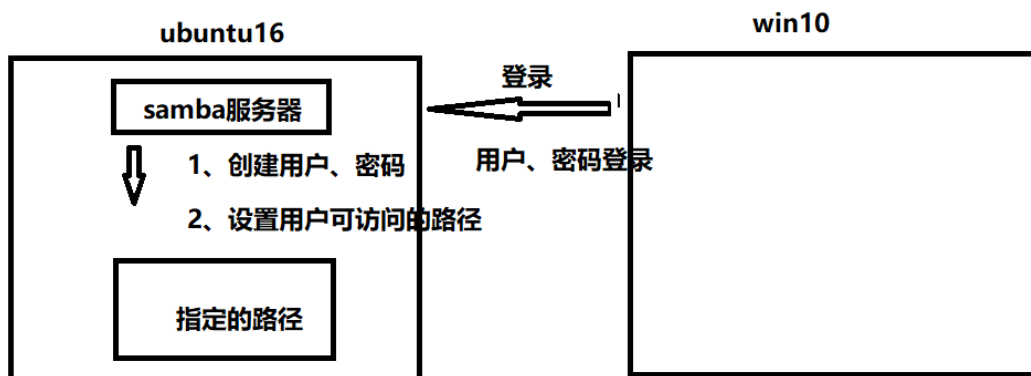 ubuntu16
win10
samba服务器
登录
1、创建用户、密码
用户、密码登录
2、设置用户可访问的路径
指定的路径